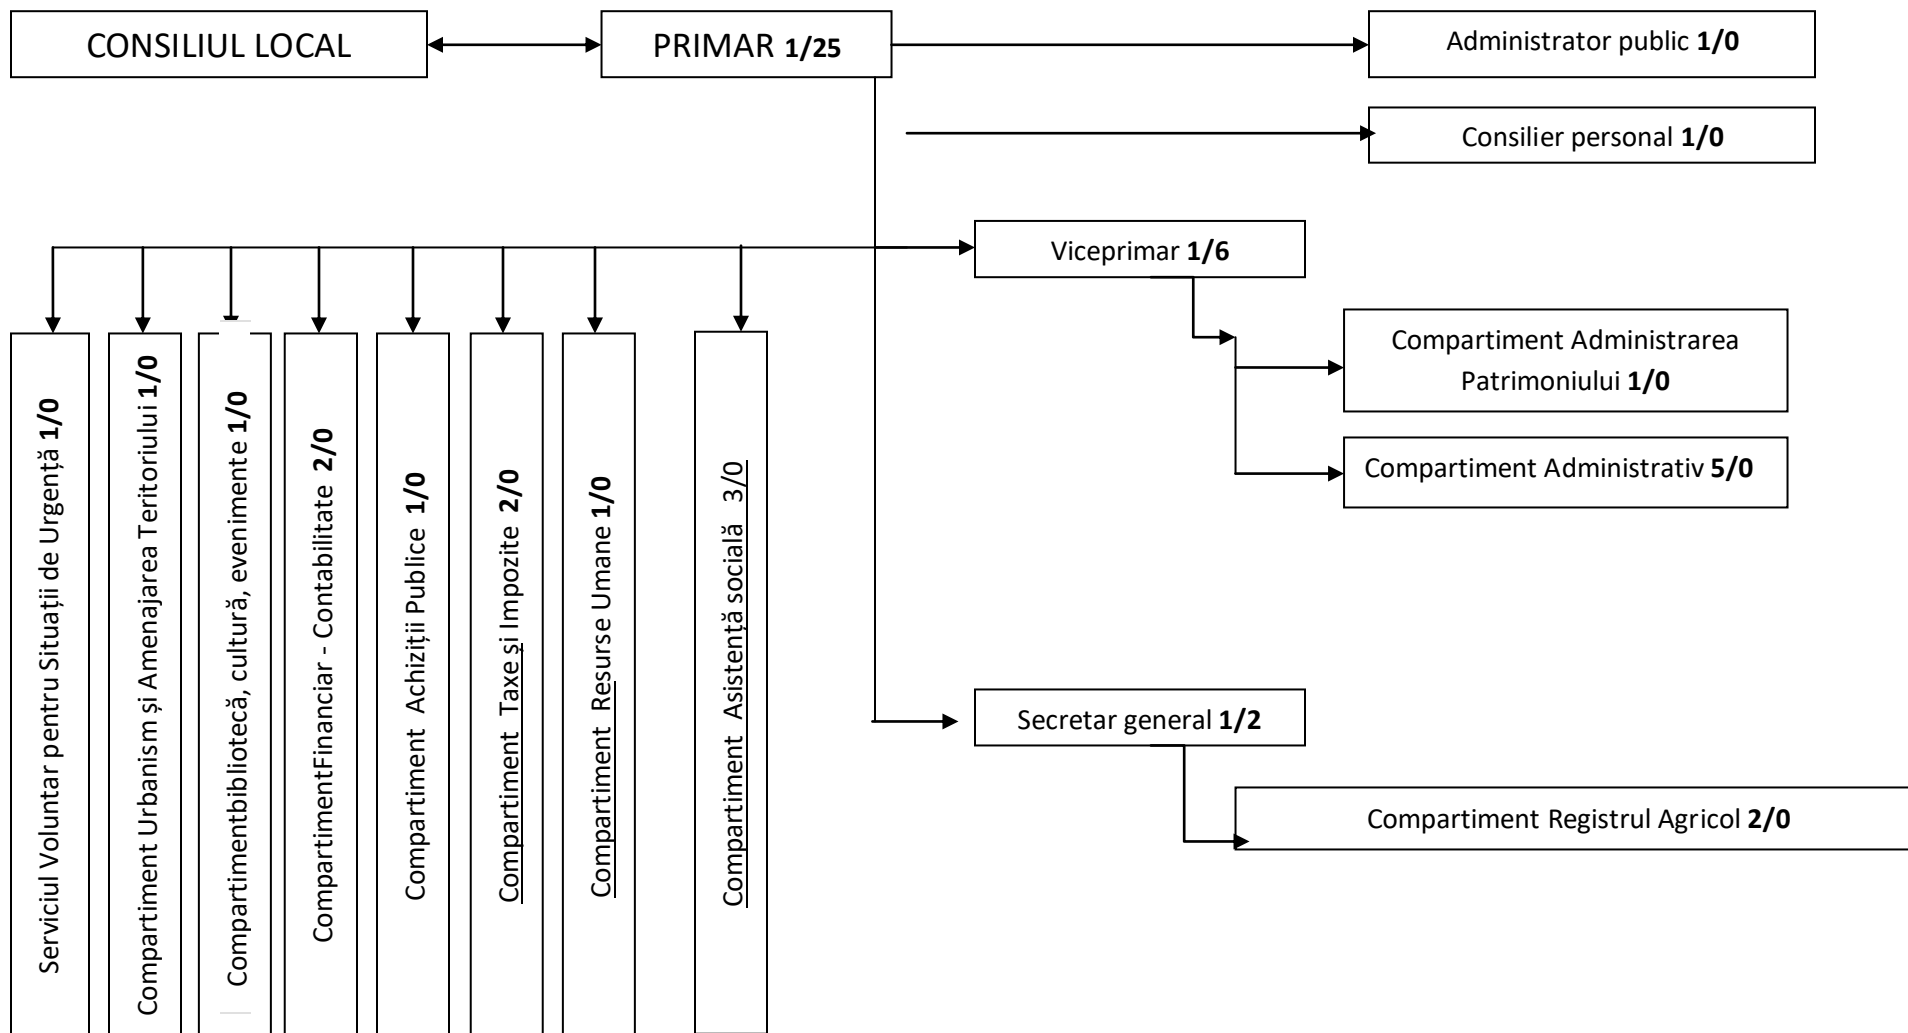 CONSILIUL LOCAL
PRIMAR 1/25
Administrator public 1/0
Consilier personal 1/0
Viceprimar 1/6
Compartiment Administrarea
Patrimoniului 1/0
Compartiment Administrativ 5/0
Serviciul Voluntar pentru Situații de Urgență 1/0
Compartiment Urbanism și Amenajarea Teritoriului 1/0
Compartimentbibliotecă, cultură, evenimente 1/0
CompartimentFinanciar - Contabilitate 2/0
Compartiment Achiziții Publice 1/0
Compartiment Taxe și Impozite 2/0
Compartiment Resurse Umane 1/0
Compartiment Asistență socială 3/0
Secretar general 1/2
Compartiment Registrul Agricol 2/0